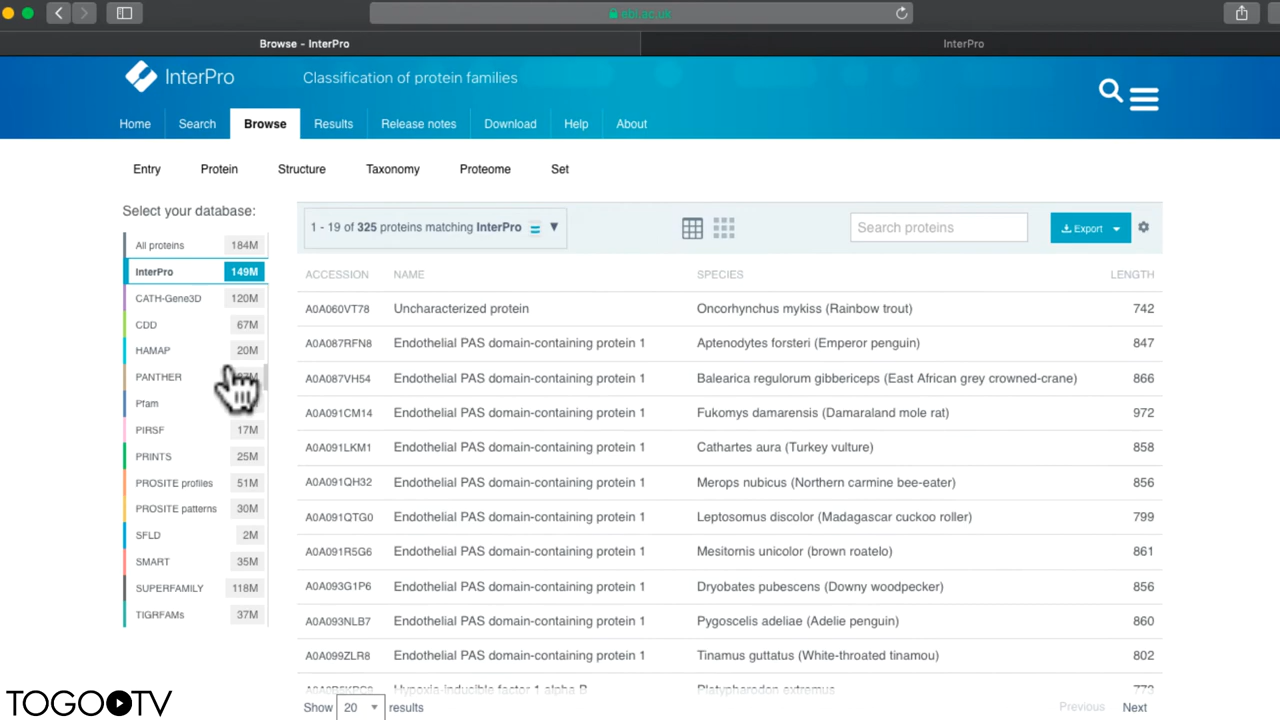 ebi.ac.uk
Browse – InterPro
InterPro
InterPro
Classification of protein families
Home
Search
Browse
Results
Release notes
Download
Help
About
Entry
Protein
Structure
Taxonomy
Proteome
Set
Select your database:
All proteins 184M
InterPro 149M
CATH-Gene3D 120M
CDD 67M
HAMAP 20M
PANTHER
Pfam
PIRSF 17M
PRINTS 25M
PROSITE profiles 51M
PROSITE patterns 30M
SFLD 2M
SMART 35M
SUPERFAMILY 118M
TIGRFAMs 37M
1 - 19 of 325 proteins matching InterPro
Search proteins
Export
ACCESSION NAME SPECIES LENGTH
A0A060VT78 Uncharacterized protein Oncorhynchus mykiss (Rainbow trout) 742
A0A087RFN8 Endothelial PAS domain-containing protein 1 Aptenodytes forsteri (Emperor penguin) 847
A0A087VH54 Endothelial PAS domain-containing protein 1 Balearica regulorum gibbericeps (East African grey crowned-crane) 866
A0A091CM14 Endothelial PAS domain-containing protein 1 Fukomys damarensis (Damaraland mole rat) 972
A0A091LKM1 Endothelial PAS domain-containing protein 1 Cathartes aura (Turkey vulture) 858
A0A091QH32 Endothelial PAS domain-containing protein 1 Merops nubicus (Northern carmine bee-eater) 856
A0A091QTG0 Endothelial PAS domain-containing protein 1 Leptosomus discolor (Madagascar cuckoo roller) 799
A0A091R5G6 Endothelial PAS domain-containing protein 1 Mesitornis unicolor (brown roatelo) 861
A0A093G1P6 Endothelial PAS domain-containing protein 1 Dryobates pubescens (Downy woodpecker) 856
A0A093NLB7 Endothelial PAS domain-containing protein 1 Pygoscelis adeliae (Adelie penguin) 860
A0A099ZLR8 Endothelial PAS domain-containing protein 1 Tinamus guttatus (White-throated tinamou) 802
Hypoxia-inducible factor 1 alpha B Platypharodon extremus 773
Show 20 results
Previous
Next
TOGO TV